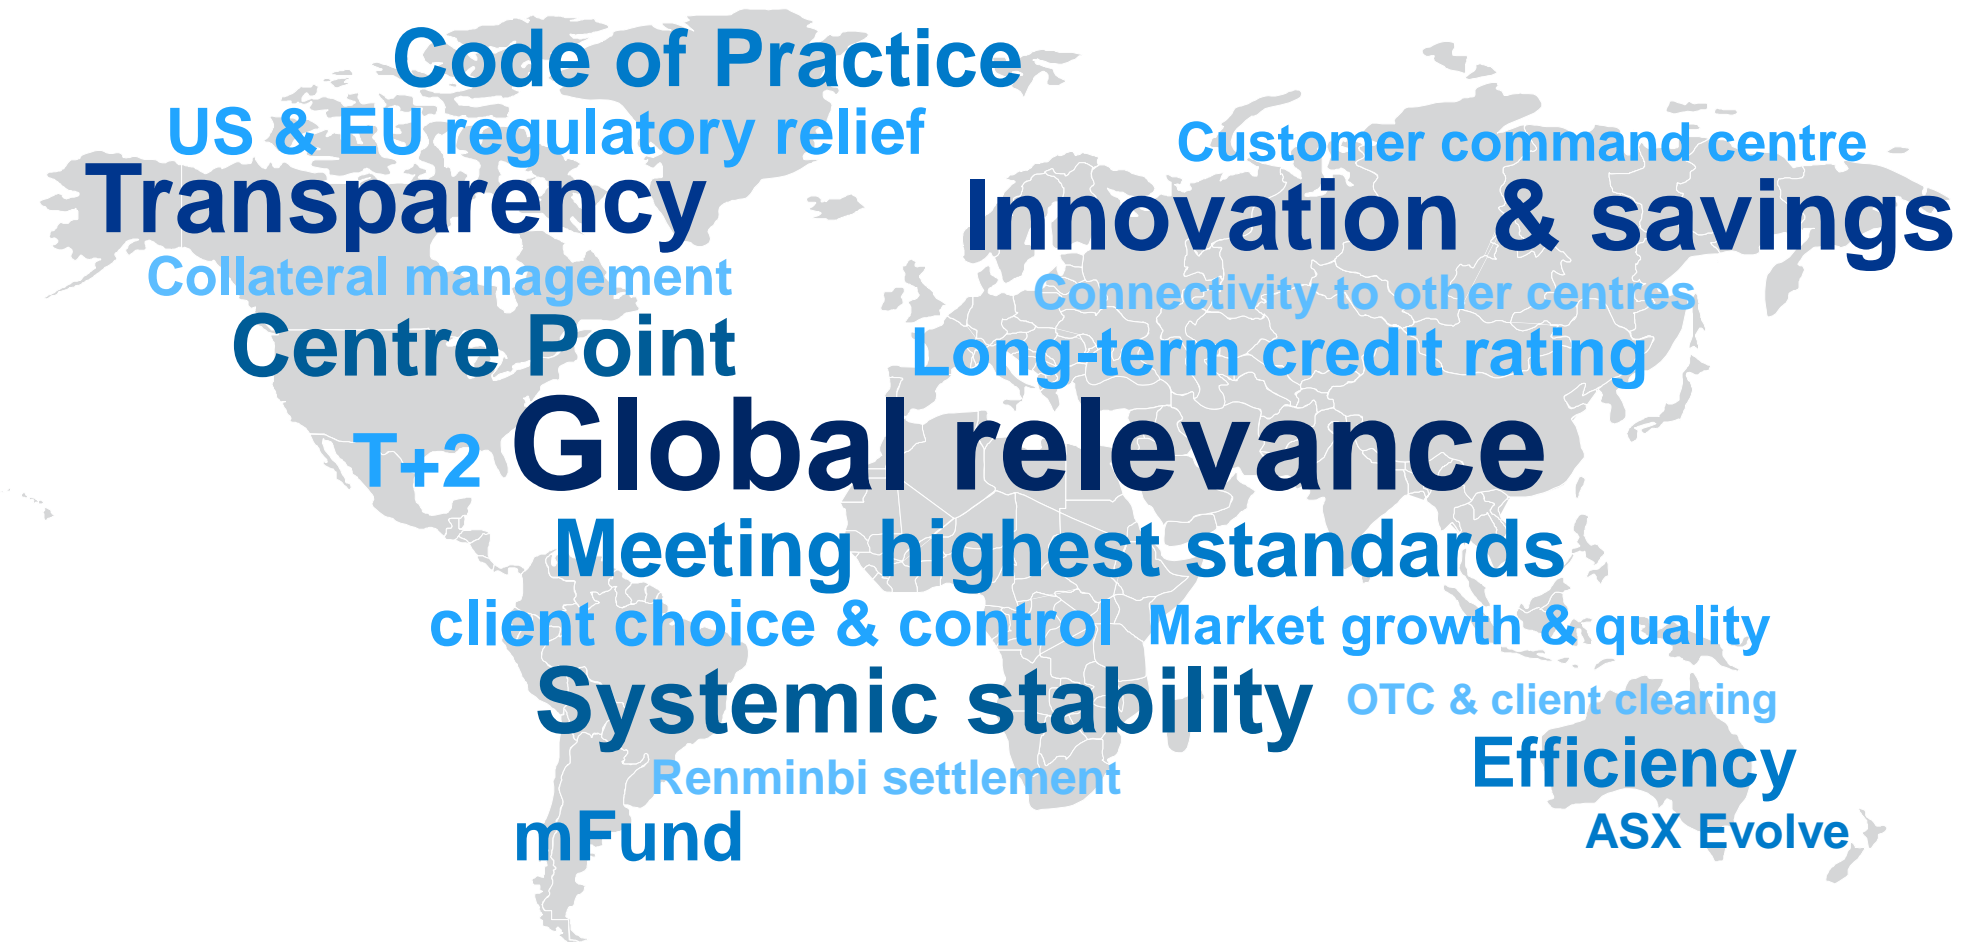 Code of Practice
US & EU regulatory relief
Customer command centre
Transparency
Innovation & savings
Collateral management
Connectivity to other centres
Centre Point
Long-term credit rating
T+2
Global relevance
Meeting highest standards
client choice & control
Market growth & quality
Systemic stability
OTC & client clearing
Renminbi settlement
Efficiency
mFund
ASX Evolve